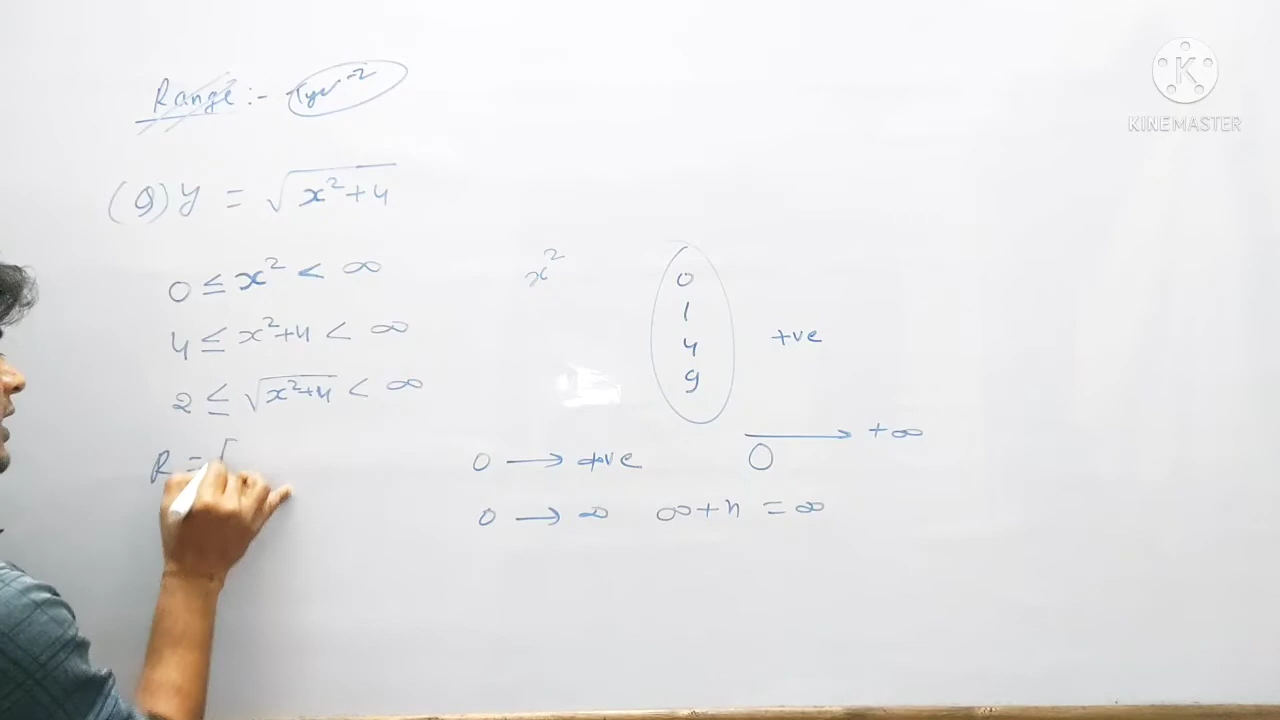 Range :- Type-2
(Q) y = √x²+4
0 ≤ x² < ∞
4 ≤ x²+4 < ∞
2 ≤ √x²+4 < ∞
R = [
x²
0
1
4
9
+ve
0 → +ve
0 → +∞
0 → ∞ ∞+4 = ∞
KINEMASTER